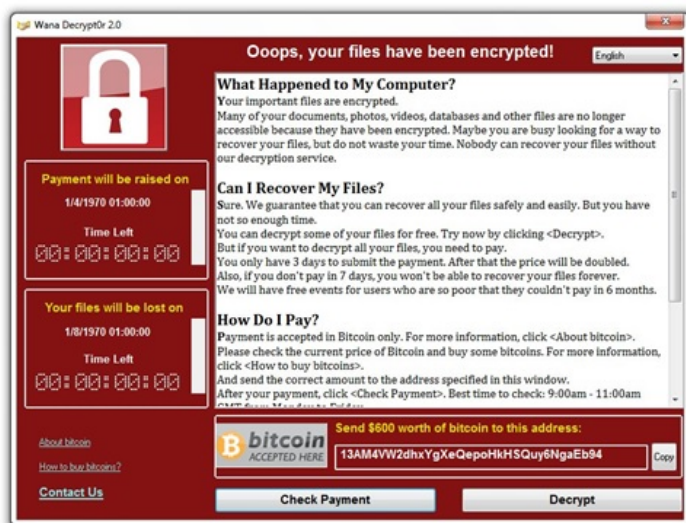 Wana Decrypt0r 2.0
Ooops, your files have been encrypted!
English
Payment will be raised on
1/4/1970 01:00:00
Time Left
00:00:00:00
Your files will be lost on
1/8/1970 01:00:00
Time Left
00:00:00:00
About bitcoin
How to buy bitcoins?
Contact Us
What Happened to My Computer?
Your important files are encrypted.
Many of your documents, photos, videos, databases and other files are no longer
accessible because they have been encrypted. Maybe you are busy looking for a way to
recover your files, but do not waste your time. Nobody can recover your files without
our decryption service.
Can I Recover My Files?
Sure. We guarantee that you can recover all your files safely and easily. But you have
not so enough time.
You can decrypt some of your files for free. Try now by clicking <Decrypt>.
But if you want to decrypt all your files, you need to pay.
You only have 3 days to submit the payment. After that the price will be doubled.
Also, if you don't pay in 7 days, you won't be able to recover your files forever.
We will have free events for users who are so poor that they couldn't pay in 6 months.
How Do I Pay?
Payment is accepted in Bitcoin only. For more information, click <About bitcoin>.
Please check the current price of Bitcoin and buy some bitcoins. For more information,
click <How to buy bitcoins>.
And send the correct amount to the address specified in this window.
After your payment, click <Check Payment>. Best time to check: 9:00am - 11:00am
GMT from Monday to Friday
bitcoin
ACCEPTED HERE
Send $600 worth of bitcoin to this address:
13AM4VW2dhxYgXeQepoHkHSQuy6NgaEb94
Copy
Check Payment
Decrypt